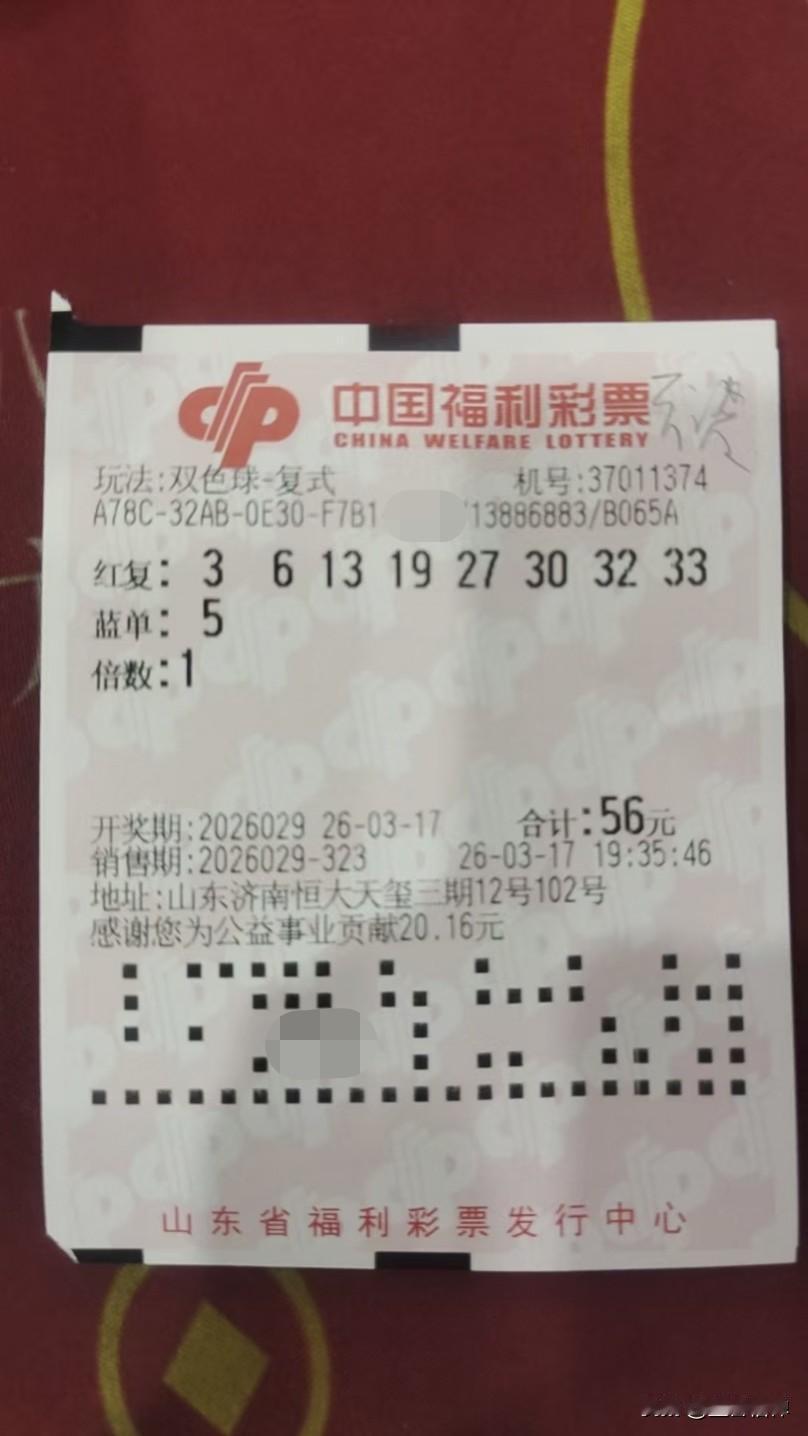 中国福利彩票
CHINA WELFARE LOTTERY
玩法:双色球-复式 机号:37011374
A78C-32AB-0E30-F7B1 /13886883/B065A
红复: 3 6 13 19 27 30 32 33
蓝单: 5
倍数:1
开奖期:2026029 26-03-17 合计:56元
销售期:2026029-323 26-03-17 19:35:46
地址:山东济南恒大天玺三期12号102号
感谢您为公益事业贡献20.16元
山东省福利彩票发行中心